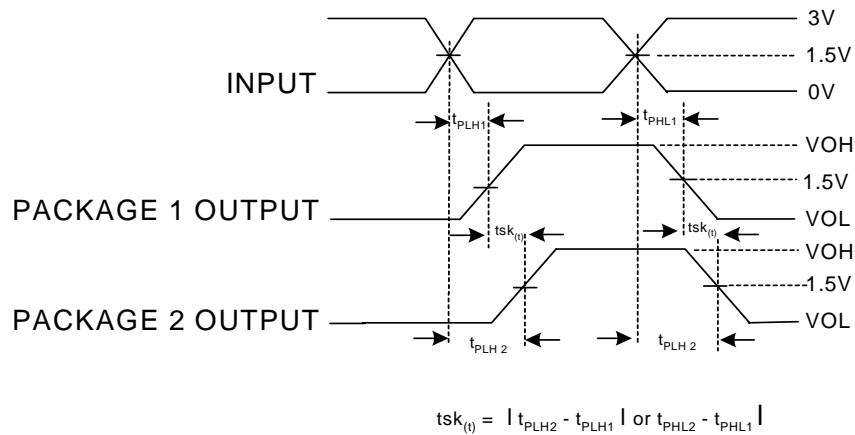 3V
1.5V
INPUT
0V
tPLH1
tPHL1
VOH
1.5V
PACKAGE 1 OUTPUT
VOL
tsk(t)
tsk(t)
VOH
1.5V
PACKAGE 2 OUTPUT
VOL
tPLH 2
tPLH 2
tsk(t) = | tPLH2 - tPLH1 | or tPHL2 - tPHL1 |